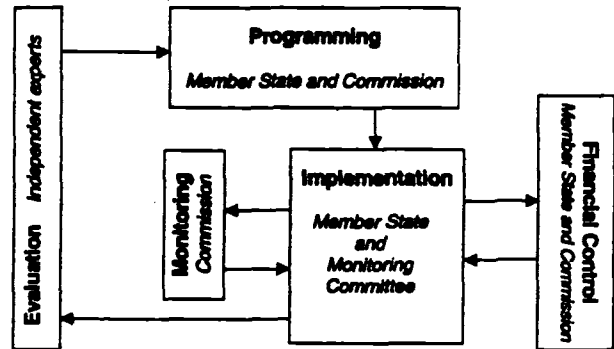 Programming
Member State and Commission
Evaluation Independent experts
Monitoring
Commission
Implementation
Member State
and
Monitoring
Committee
Financial Control
Member State and Commission